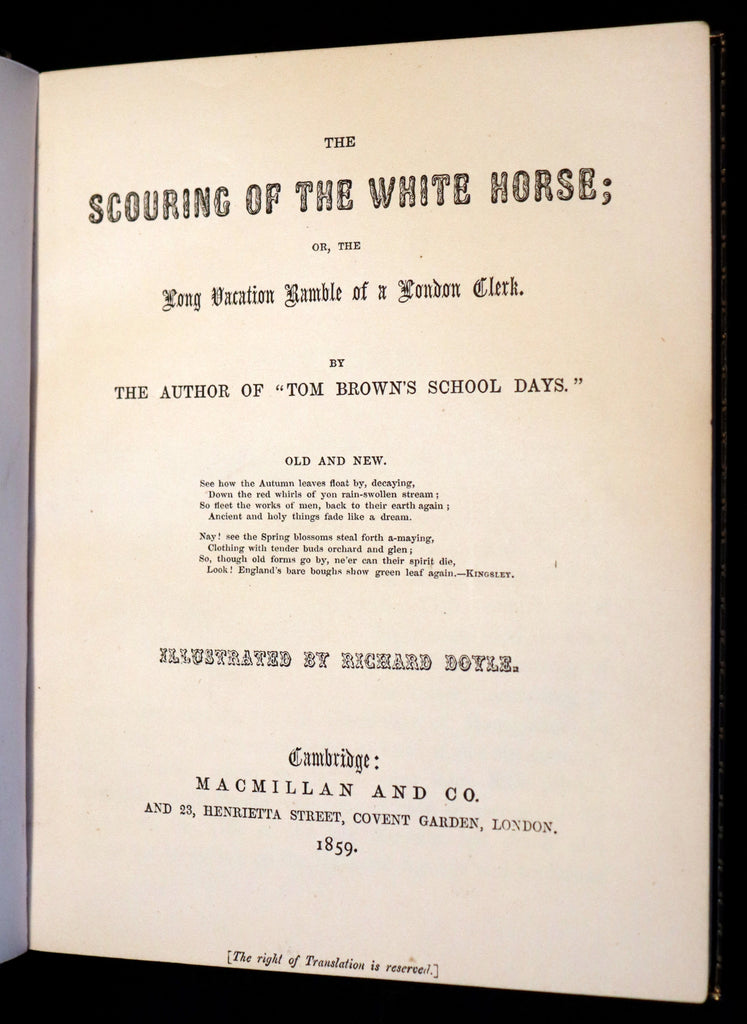 THE
SCOURING OF THE WHITE HORSE;
OR, THE
Long Vacation Ramble of a London Clerk.
BY
THE AUTHOR OF "TOM BROWN'S SCHOOL DAYS."
OLD AND NEW.
See how the Autumn leaves float by, decaying,
Down the red whirls of yon rain-swollen stream;
So fleet the works of men, back to their earth again;
Ancient and holy things fade like a dream.
Nay! see the Spring blossoms steal forth a-maying,
Clothing with tender buds orchard and glen;
So, though old forms go by, ne'er can their spirit die,
Look! England's bare boughs show green leaf again.—KINGSLEY.
ILLUSTRATED BY RICHARD DOYLE.
Cambridge:
MACMILLAN AND CO.
AND 23, HENRIETTA STREET, COVENT GARDEN, LONDON.
1859.
[The right of Translation is reserved.]